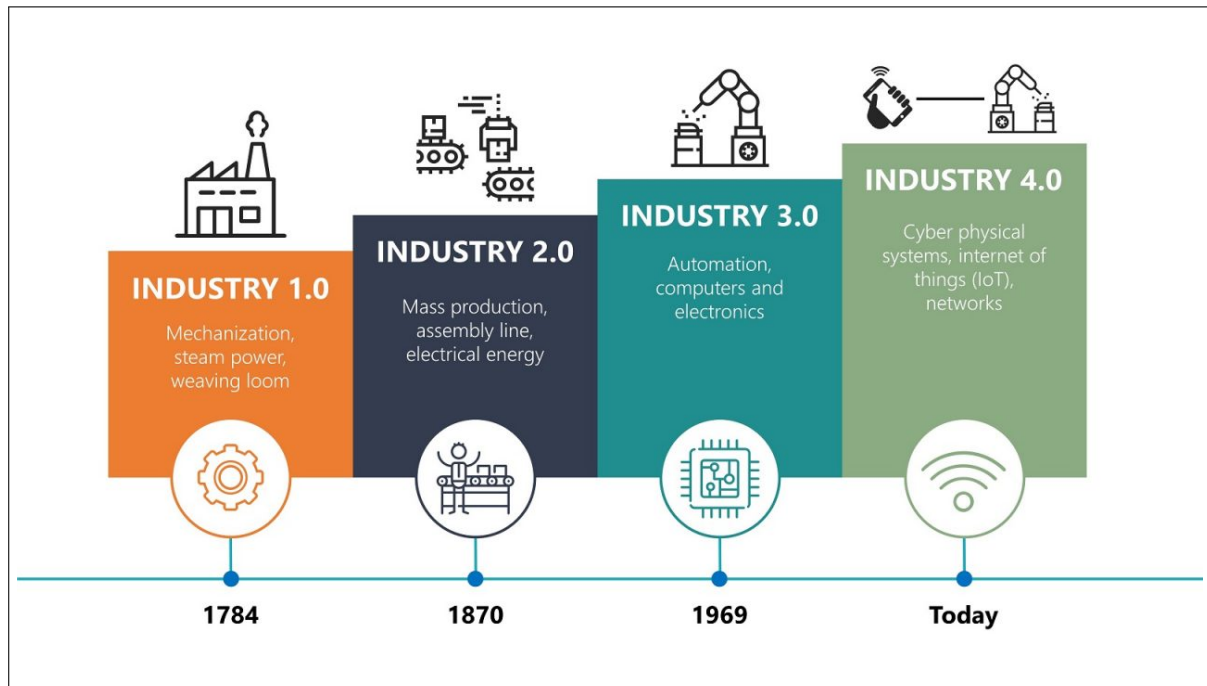 INDUSTRY 1.0
Mechanization,
steam power,
weaving loom
INDUSTRY 2.0
Mass production,
assembly line,
electrical energy
INDUSTRY 3.0
Automation,
computers and
electronics
INDUSTRY 4.0
Cyber physical
systems, internet of
things (IoT),
networks
1784
1870
1969
Today